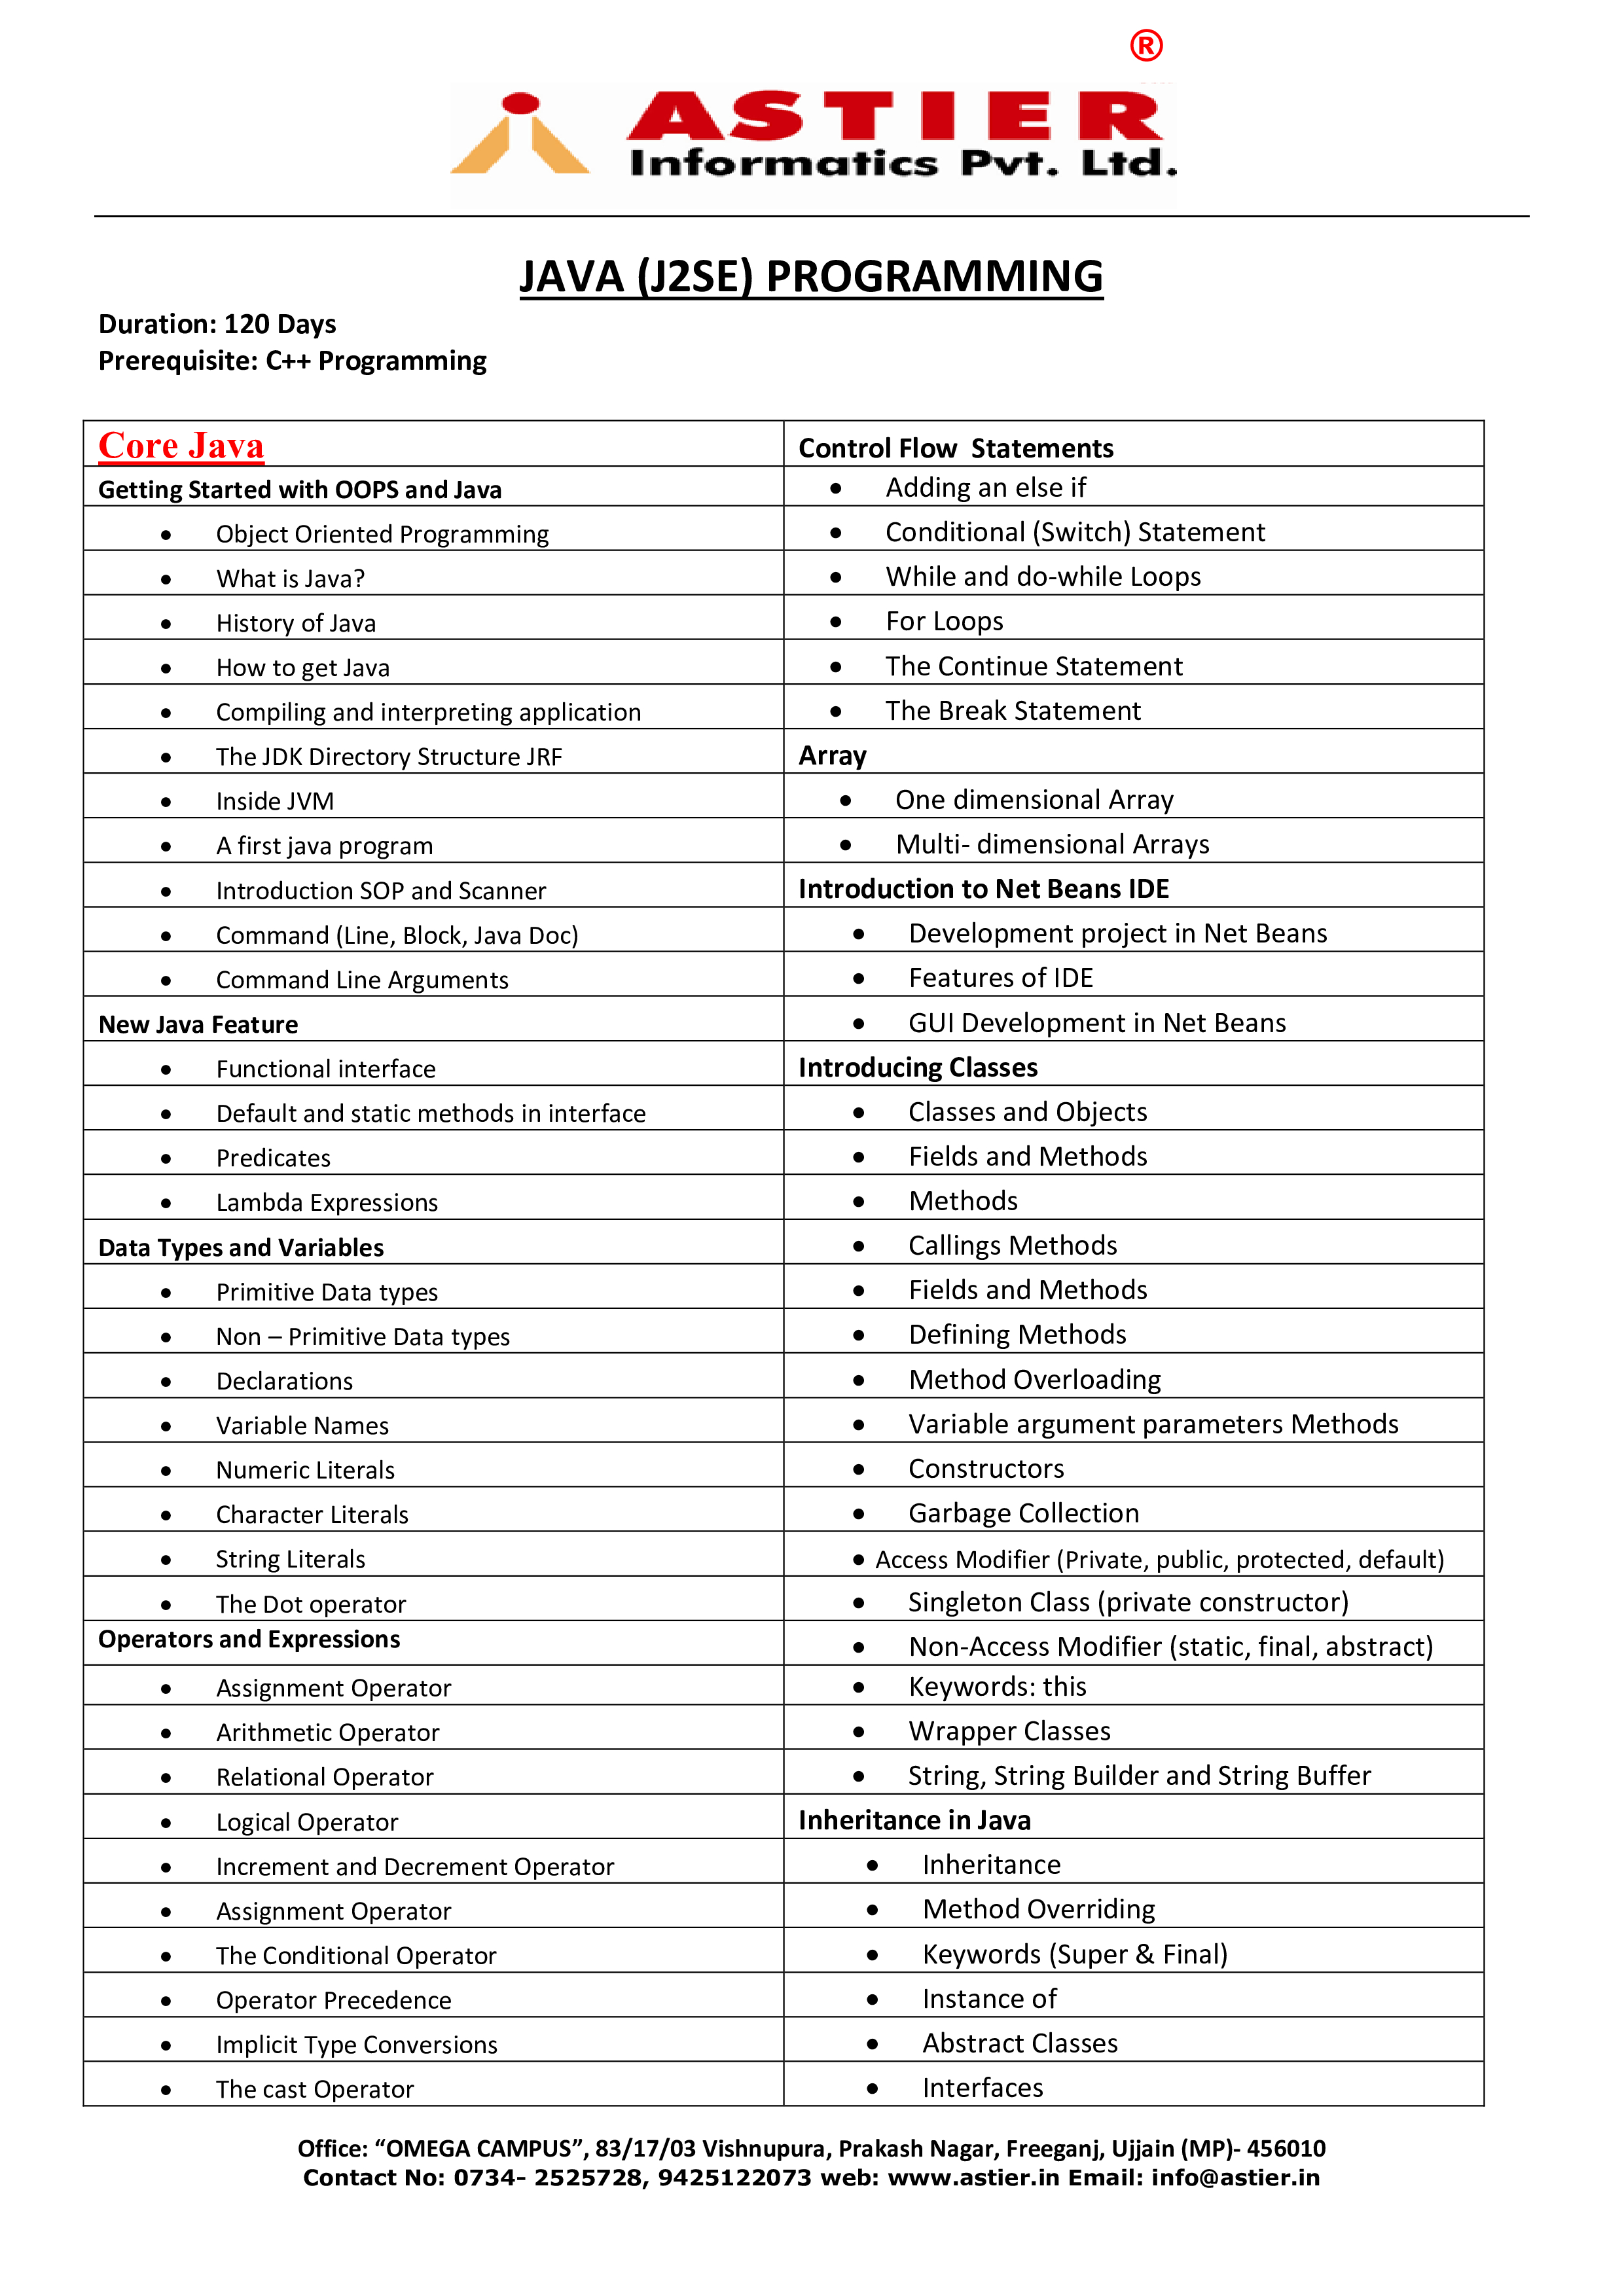 ®
ASTIER
Informatics Pvt. Ltd.
JAVA (J2SE) PROGRAMMING
Duration: 120 Days
Prerequisite: C++ Programming
Core Java
Getting Started with OOPS and Java
• Object Oriented Programming
• What is Java?
• History of Java
• How to get Java
• Compiling and interpreting application
• The JDK Directory Structure JRF
• Inside JVM
• A first java program
• Introduction SOP and Scanner
• Command (Line, Block, Java Doc)
• Command Line Arguments
New Java Feature
• Functional interface
• Default and static methods in interface
• Predicates
• Lambda Expressions
Data Types and Variables
• Primitive Data types
• Non – Primitive Data types
• Declarations
• Variable Names
• Numeric Literals
• Character Literals
• String Literals
• The Dot operator
Operators and Expressions
• Assignment Operator
• Arithmetic Operator
• Relational Operator
• Logical Operator
• Increment and Decrement Operator
• Assignment Operator
• The Conditional Operator
• Operator Precedence
• Implicit Type Conversions
• The cast Operator
Control Flow Statements
• Adding an else if
• Conditional (Switch) Statement
• While and do-while Loops
• For Loops
• The Continue Statement
• The Break Statement
Array
• One dimensional Array
• Multi- dimensional Arrays
Introduction to Net Beans IDE
• Development project in Net Beans
• Features of IDE
• GUI Development in Net Beans
Introducing Classes
• Classes and Objects
• Fields and Methods
• Methods
• Callings Methods
• Fields and Methods
• Defining Methods
• Method Overloading
• Variable argument parameters Methods
• Constructors
• Garbage Collection
• Access Modifier (Private, public, protected, default)
• Singleton Class (private constructor)
• Non-Access Modifier (static, final, abstract)
• Keywords: this
• Wrapper Classes
• String, String Builder and String Buffer
Inheritance in Java
• Inheritance
• Method Overriding
• Keywords (Super & Final)
• Instance of
• Abstract Classes
• Interfaces
Office: “OMEGA CAMPUS”, 83/17/03 Vishnupura, Prakash Nagar, Freeganj, Ujjain (MP)- 456010
Contact No: 0734- 2525728, 9425122073 web: www.astier.in Email: info@astier.in